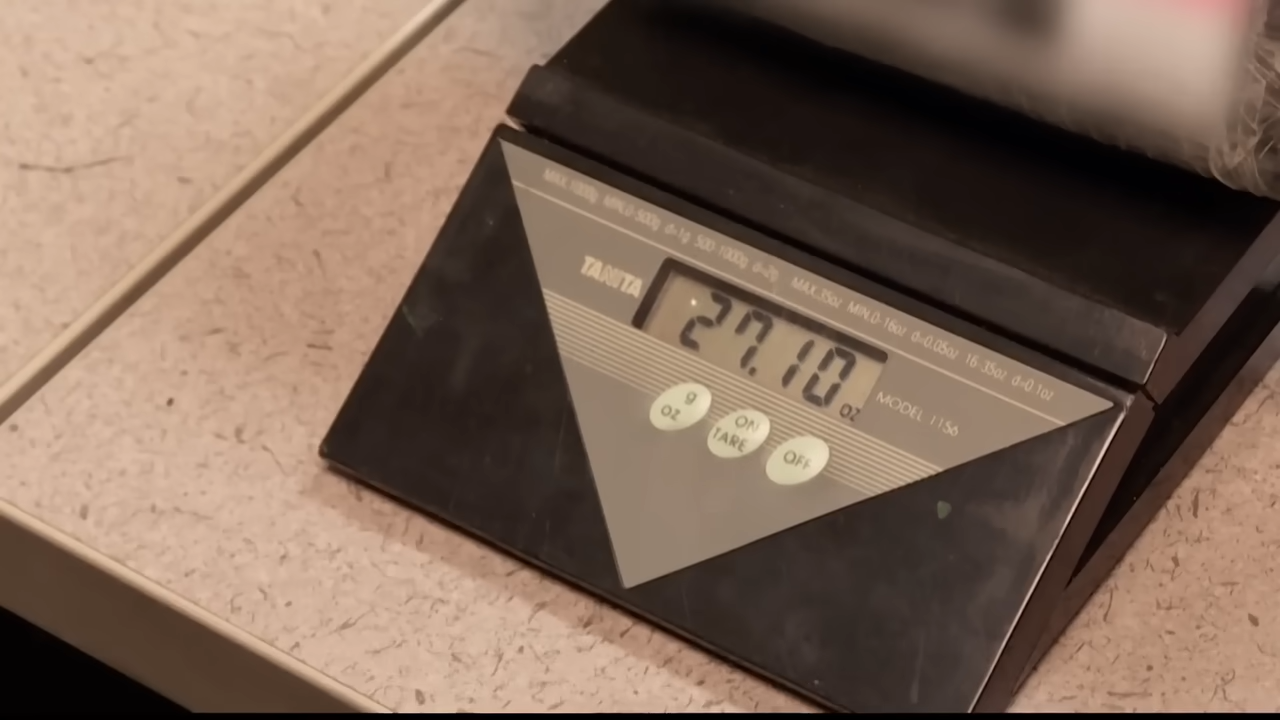 MAX.1000g MIN.0-500g d=1g 500-1000g d=2g MAX.35oz MIN.0-16oz d=0.05oz 16-35oz d=0.1oz
TANITA
27.10 oz
MODEL 1156
g
oz
ON
TARE
OFF